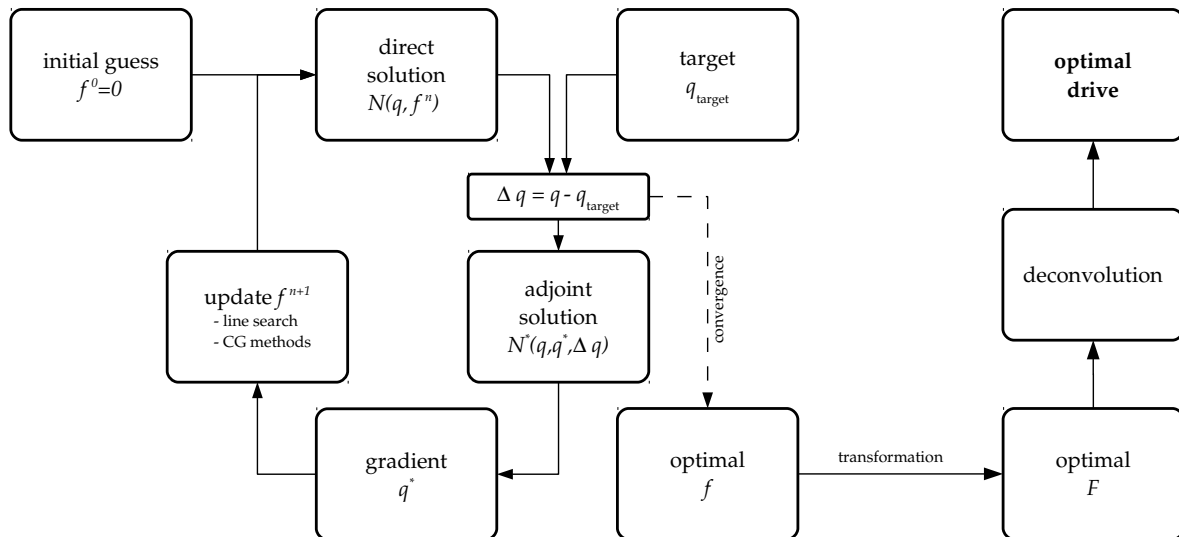 initial guess
f⁰=0
direct
solution
N(q, fⁿ)
target
q_target
optimal
drive
Δ q = q - q_target
update fⁿ⁺¹
- line search
- CG methods
adjoint
solution
N*(q,q*,Δ q)
convergence
deconvolution
gradient
q*
optimal
f
transformation
optimal
F